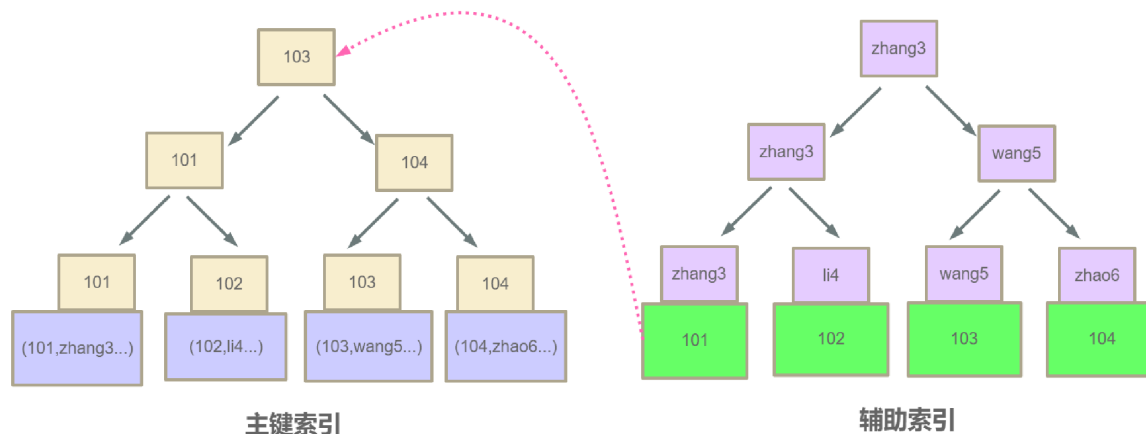 103
101
104
101
102
103
104
(101,zhang3...)
(102,li4...)
(103,wang5...)
(104,zhao6...)
主键索引
zhang3
zhang3
wang5
zhang3
li4
wang5
zhao6
101
102
103
104
辅助索引